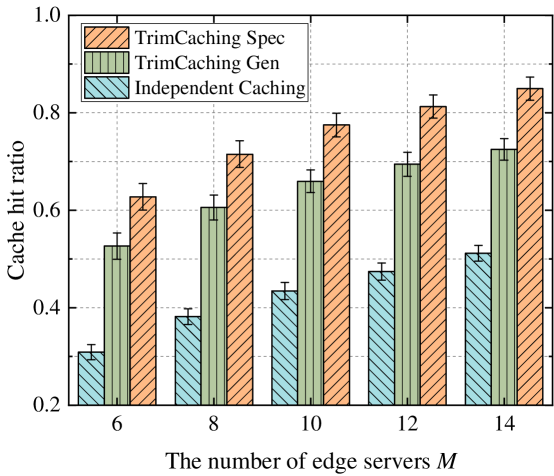 1.0
0.8
0.6
0.4
0.2
Cache hit ratio
TrimCaching Spec
TrimCaching Gen
Independent Caching
6 8 10 12 14
The number of edge servers M